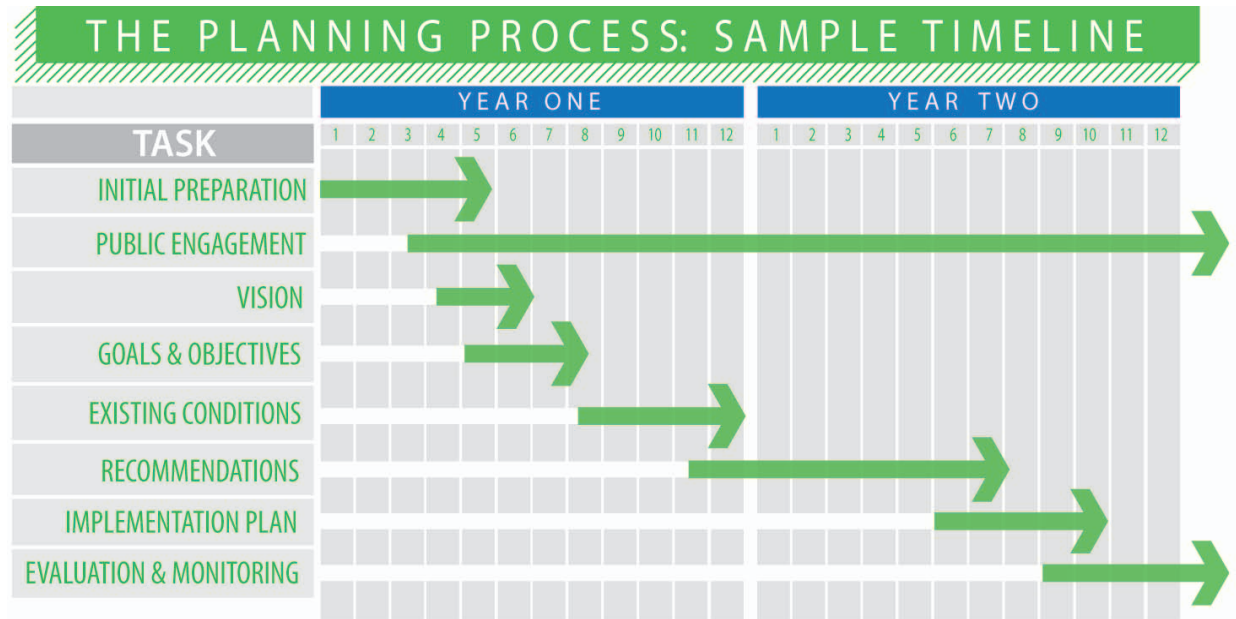 THE PLANNING PROCESS: SAMPLE TIMELINE
YEAR ONE YEAR TWO
TASK 1 2 3 4 5 6 7 8 9 10 11 12 1 2 3 4 5 6 7 8 9 10 11 12
INITIAL PREPARATION
PUBLIC ENGAGEMENT
VISION
GOALS & OBJECTIVES
EXISTING CONDITIONS
RECOMMENDATIONS
IMPLEMENTATION PLAN
EVALUATION & MONITORING